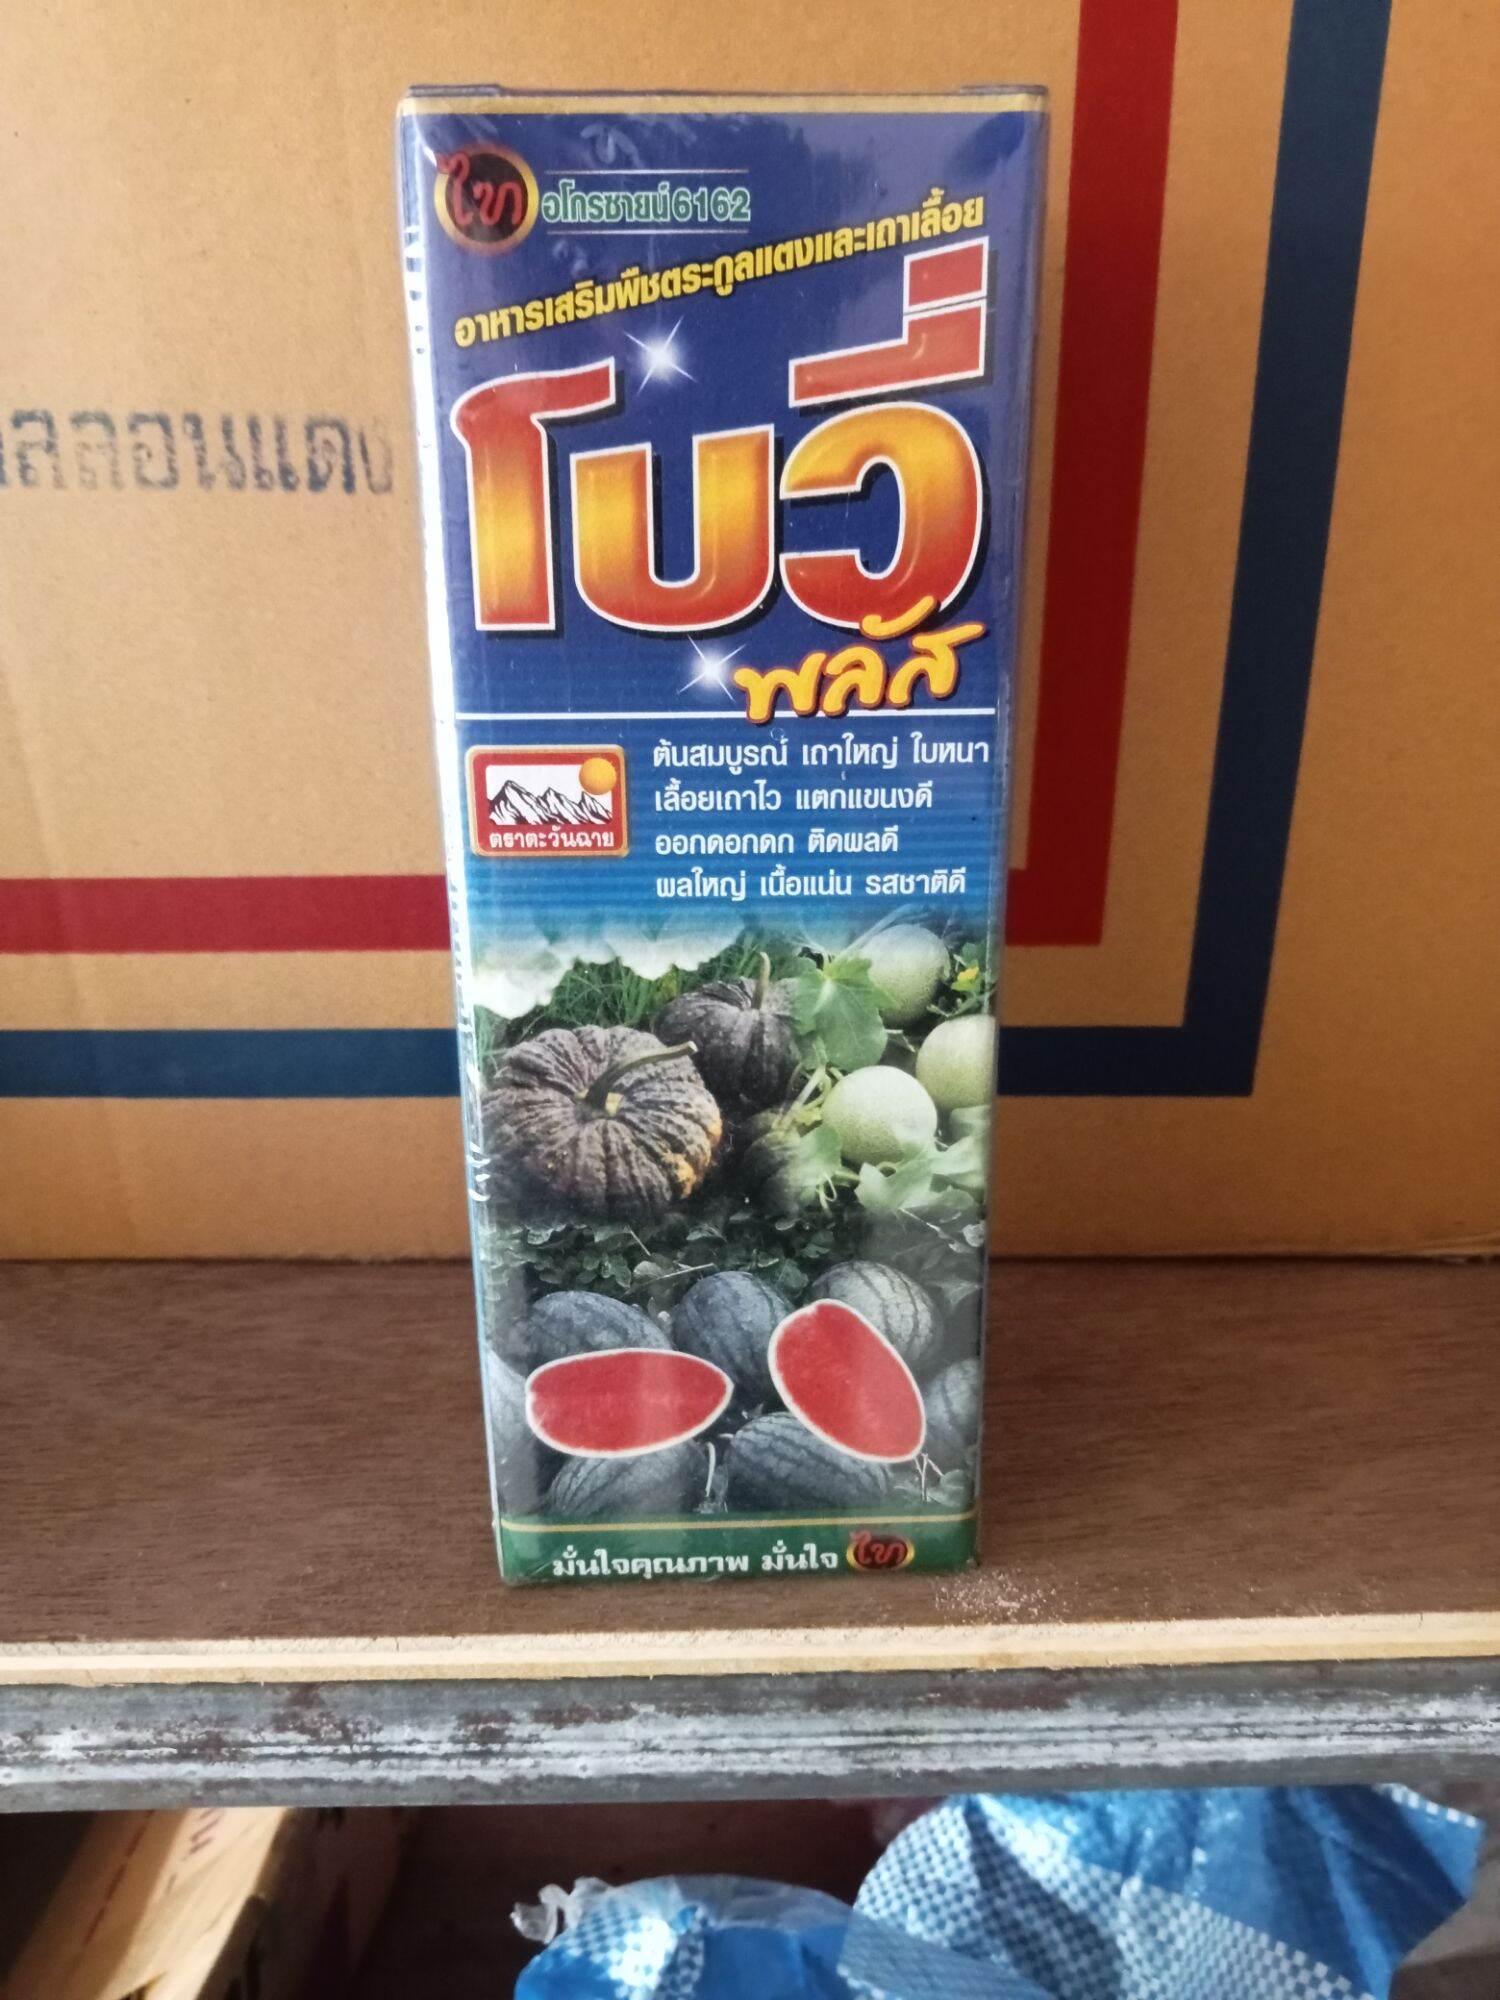 ไขา อโกรซายน์6162
อาหารเสริมพืชตระกูลแตงและเถาเลื้อย
โบวี่
พลัส
ต้นสมบูรณ์ เถาใหญ่ ใบหนา
เลื้อยเถาไว แตกแขนงดี
ออกดอกดก ติดผลดี
ผลใหญ่ เนื้อแน่น รสชาติดี
ตราตะวันฉาย
มั่นใจคุณภาพ มั่นใจ ไขา
สลอนแดง